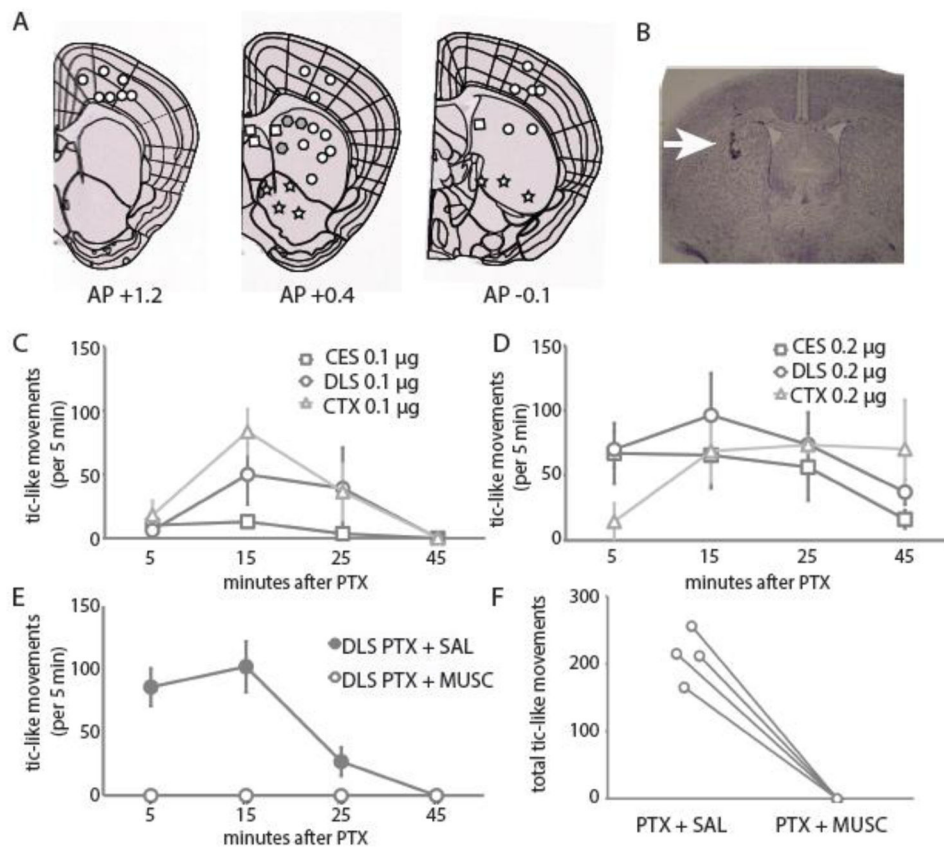 A
B
AP +1.2
AP +0.4
AP -0.1
C
150
100
50
0
tic-like movements
(per 5 min)
CES 0.1 µg
DLS 0.1 µg
CTX 0.1 µg
5
15
25
45
minutes after PTX
D
150
100
50
0
tic-like movements
(per 5 min)
CES 0.2 µg
DLS 0.2 µg
CTX 0.2 µg
5
15
25
45
minutes after PTX
E
150
100
50
0
tic-like movements
(per 5 min)
DLS PTX + SAL
DLS PTX + MUSC
5
15
25
45
minutes after PTX
F
300
200
100
0
total tic-like movements
PTX + SAL
PTX + MUSC